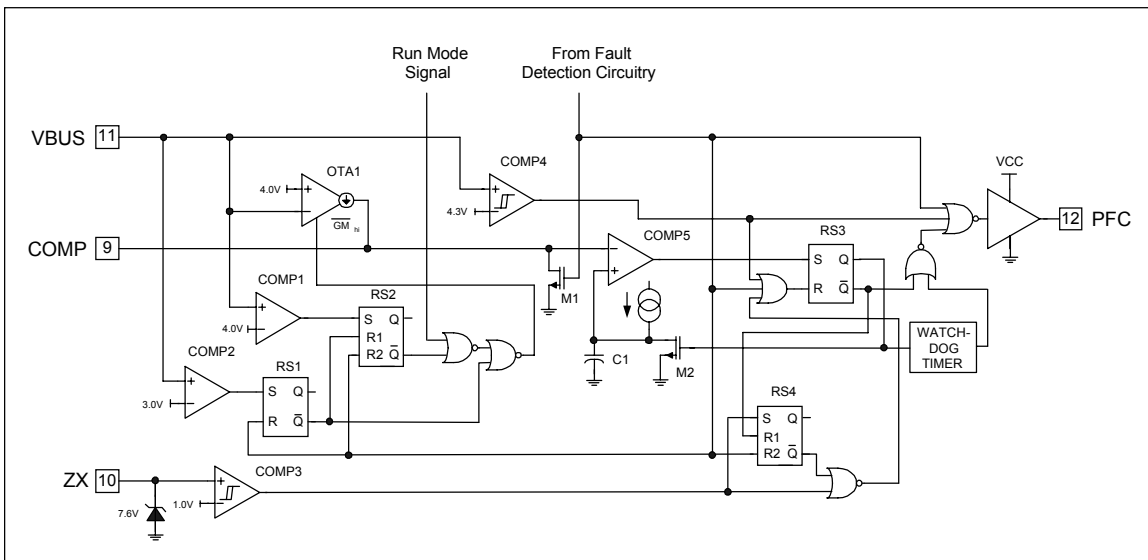 Run Mode
Signal
From Fault
Detection Circuitry
VBUS 11
COMP4
VCC
OTA1
4.0V
4.3V
GM hi
12 PFC
COMP 9
COMP5
RS3
S Q
R Q̅
M1
COMP1
RS2
4.0V
S Q
R1
R2 Q̅
COMP2
WATCH-
DOG
TIMER
C1
M2
RS1
3.0V
S Q
R Q̅
RS4
S Q
R1
R2 Q̅
ZX 10
COMP3
1.0V
7.6V